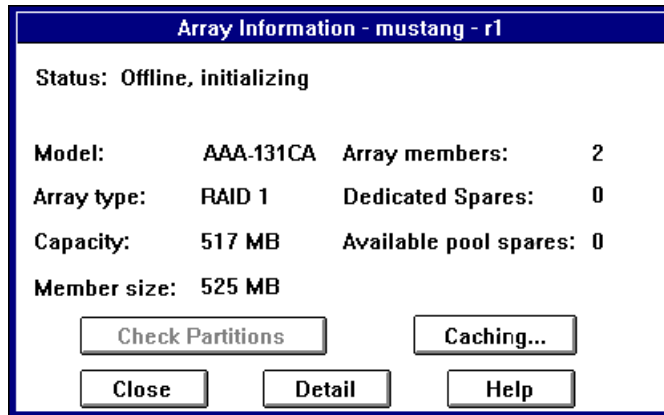 Array Information - mustang - r1
Status: Offline, initializing
Model: AAA-131CA Array members: 2
Array type: RAID 1 Dedicated Spares: 0
Capacity: 517 MB Available pool spares: 0
Member size: 525 MB
Check Partitions Caching...
Close Detail Help